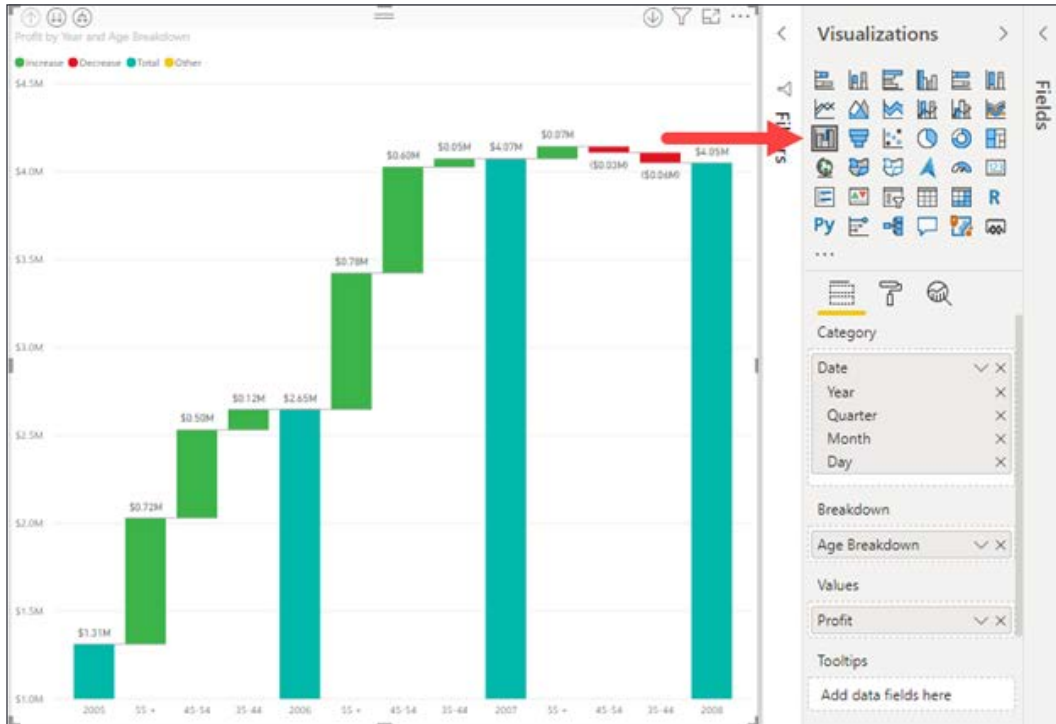 Profit by Year and Age Breakdown
Increase Decrease Total Other
$4.5M
$4.0M
$3.5M
$3.0M
$2.5M
$2.0M
$1.5M
$1.0M
$1.31M
$0.72M
$0.50M
$0.12M
$2.65M
$0.78M
$0.60M
$0.05M
$4.07M
$0.07M
($0.03M)
($0.06M)
$4.05M
2005 55 + 45-54 35-44 2006 55 + 45-54 35-44 2007 55 + 45-54 35-44 2008
Filters
Visualizations
R
Py
123
Category
Date
Year
Quarter
Month
Day
Breakdown
Age Breakdown
Values
Profit
Tooltips
Add data fields here
Fields